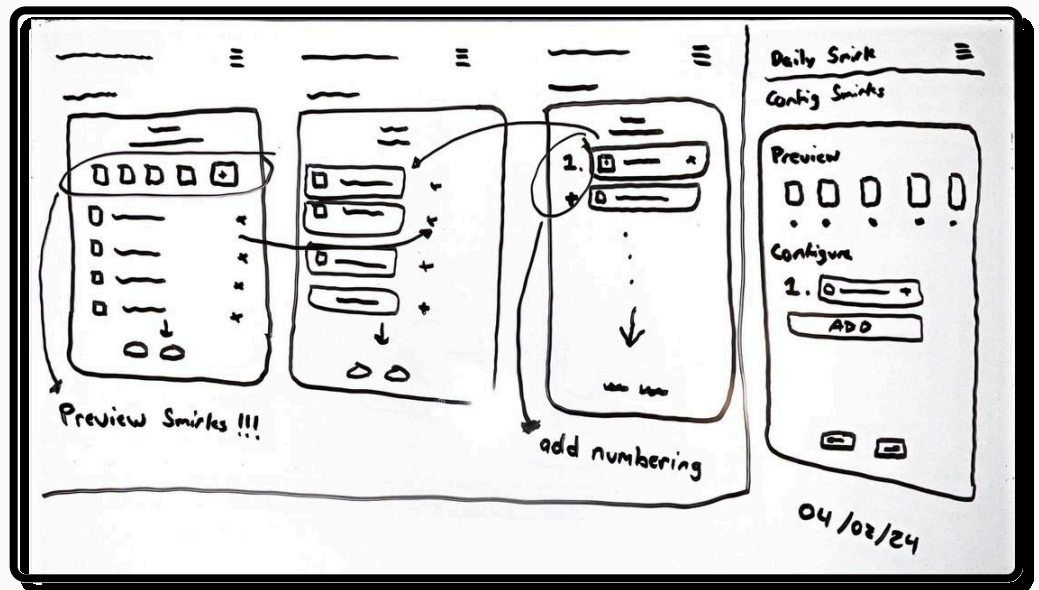 1.
Preview Smirks !!!
add numbering
Daily Smirk
Config Smirks
Preview
Configure
1.
ADD
04/02/24